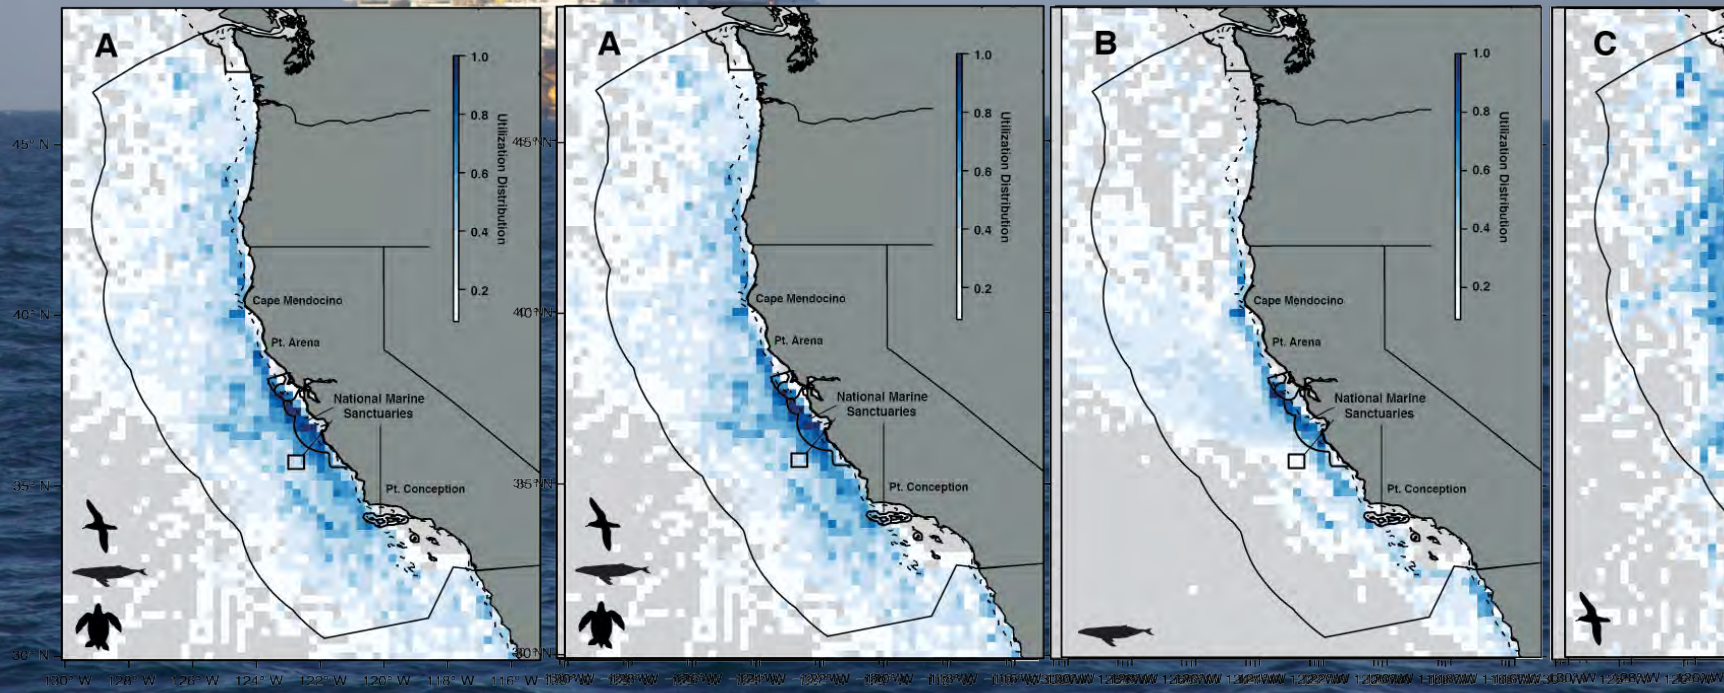 A
1.0
0.8
0.6
0.4
0.2
Utilization Distribution
45° N
40° N
35° N
30° N
Cape Mendocino
Pt. Arena
National Marine
Sanctuaries
Pt. Conception
130° W 128° W 126° W 124° W 122° W 120° W 118° W 116° W
A
1.0
0.8
0.6
0.4
0.2
Utilization Distribution
Cape Mendocino
Pt. Arena
National Marine
Sanctuaries
Pt. Conception
B
1.0
0.8
0.6
0.4
0.2
Utilization Distribution
Cape Mendocino
Pt. Arena
National Marine
Sanctuaries
Pt. Conception
C